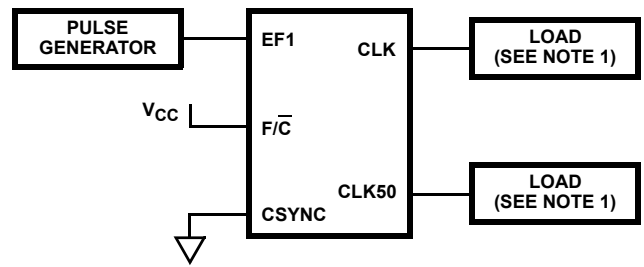 PULSE
GENERATOR
EF1
CLK
LOAD
(SEE NOTE 1)
VCC
F/C̅
CLK50
LOAD
(SEE NOTE 1)
CSYNC